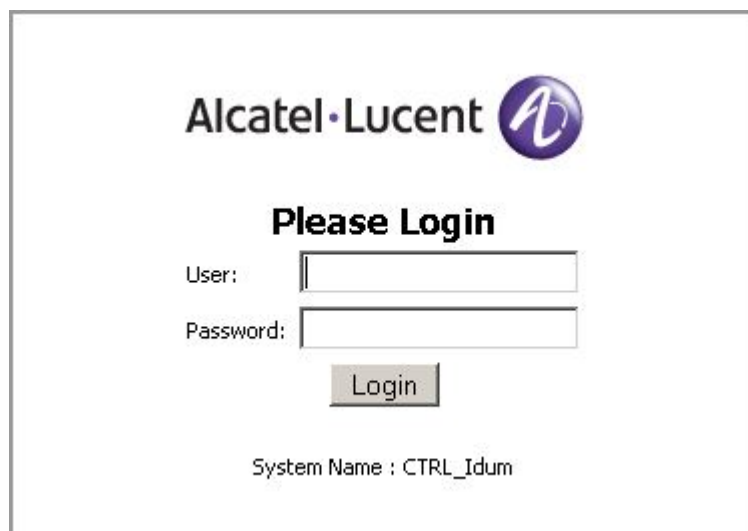 Alcatel·Lucent
Please Login
User:
Password:
Login
System Name : CTRL_Idum